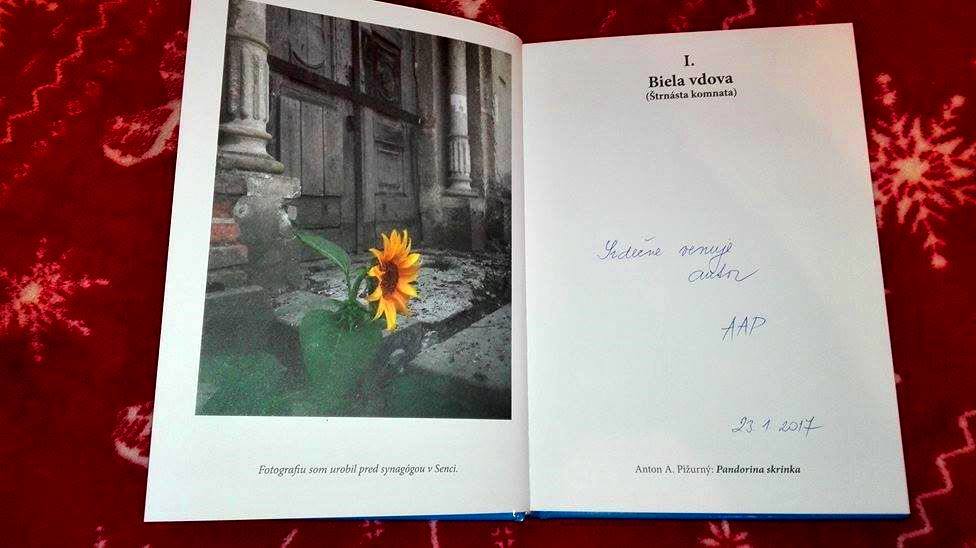 Fotografiu som urobil pred synagógou v Senci.
I.
Biela vdova
(Štrnásta komnata)
Srdečne venuje
autor
AAP
23. 1. 2017
Anton A. Pižurný: Pandorina skrinka